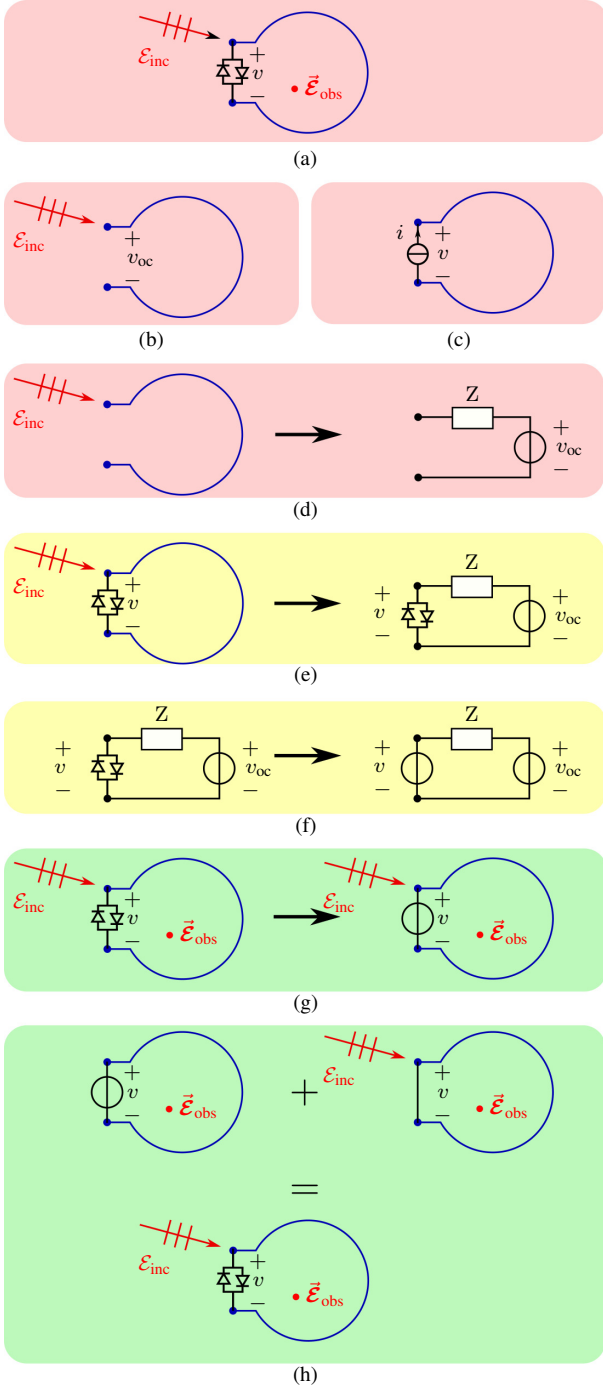 ℰinc
+
v
−
ℰ⃗obs
(a)
ℰinc
+
voc
−
i
+
v
−
(b)
(c)
ℰinc
Z
+
voc
−
(d)
ℰinc
+
v
−
+
v
−
Z
+
voc
−
(e)
+
v
−
Z
+
voc
−
+
v
−
Z
+
voc
−
(f)
ℰinc
+
v
−
ℰ⃗obs
ℰinc
+
v
−
ℰ⃗obs
(g)
+
v
−
ℰ⃗obs
+
ℰinc
+
v
−
ℰ⃗obs
=
ℰinc
+
v
−
ℰ⃗obs
(h)